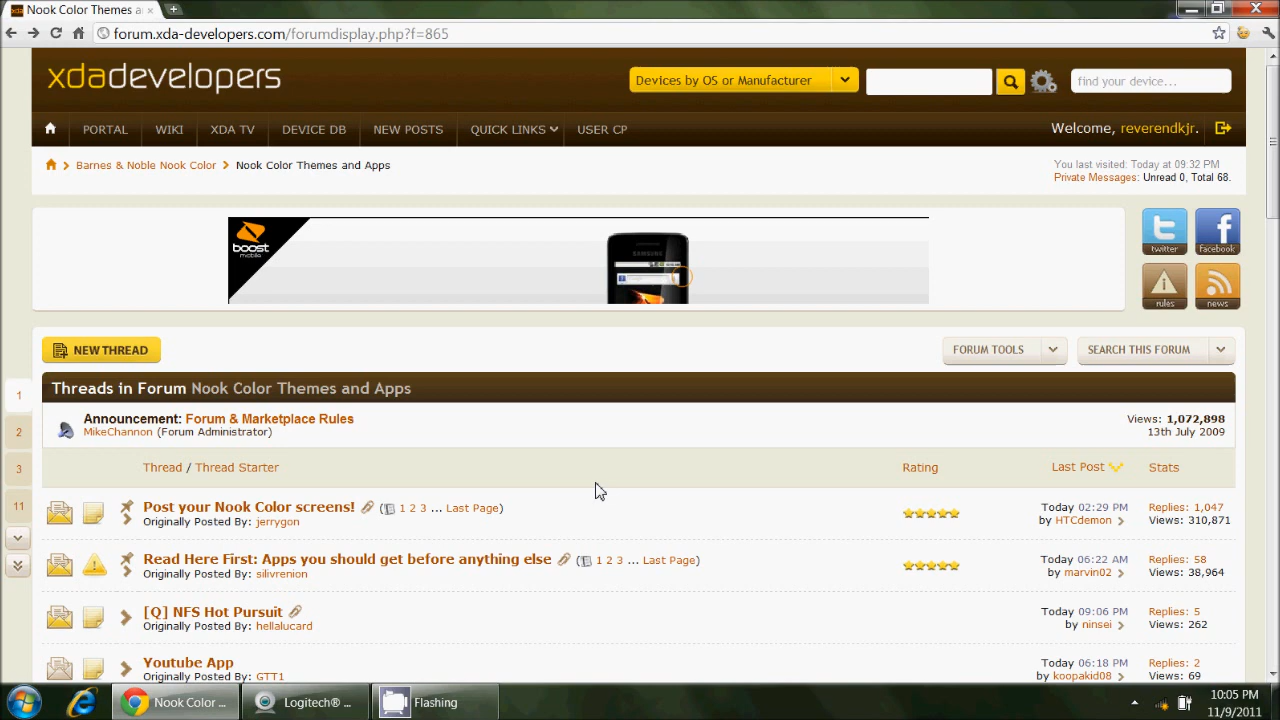 Nook Color Themes a
forum.xda-developers.com/forumdisplay.php?f=865
xdadevelopers
Devices by OS or Manufacturer
find your device...
PORTAL WIKI XDA TV DEVICE DB NEW POSTS QUICK LINKS USER CP
Welcome, reverendkjr.
Barnes & Noble Nook Color Nook Color Themes and Apps
You last visited: Today at 09:32 PM
Private Messages: Unread 0, Total 68.
boost
mobile
SAMSUNG
twitter
facebook
rules
news
NEW THREAD
FORUM TOOLS
SEARCH THIS FORUM
Threads in Forum Nook Color Themes and Apps
1
2
3
11
Announcement: Forum & Marketplace Rules
Views: 1,072,898
MikeChannon (Forum Administrator)
13th July 2009
Thread / Thread Starter Rating Last Post Stats
Post your Nook Color screens! (1 2 3 ... Last Page)
Originally Posted By: jerrygon
Today 02:29 PM
by HTCdemon
Replies: 1,047
Views: 310,871
Read Here First: Apps you should get before anything else (1 2 3 ... Last Page)
Originally Posted By: silivrenion
Today 06:22 AM
by marvin02
Replies: 58
Views: 38,964
[Q] NFS Hot Pursuit
Originally Posted By: hellalucard
Today 09:06 PM
by ninsei
Replies: 5
Views: 262
Youtube App
Originally Posted By: GTT1
Today 06:18 PM
by koopakid08
Replies: 2
Views: 69
Nook Color ...
Logitech® ...
Flashing
10:05 PM
11/9/2011